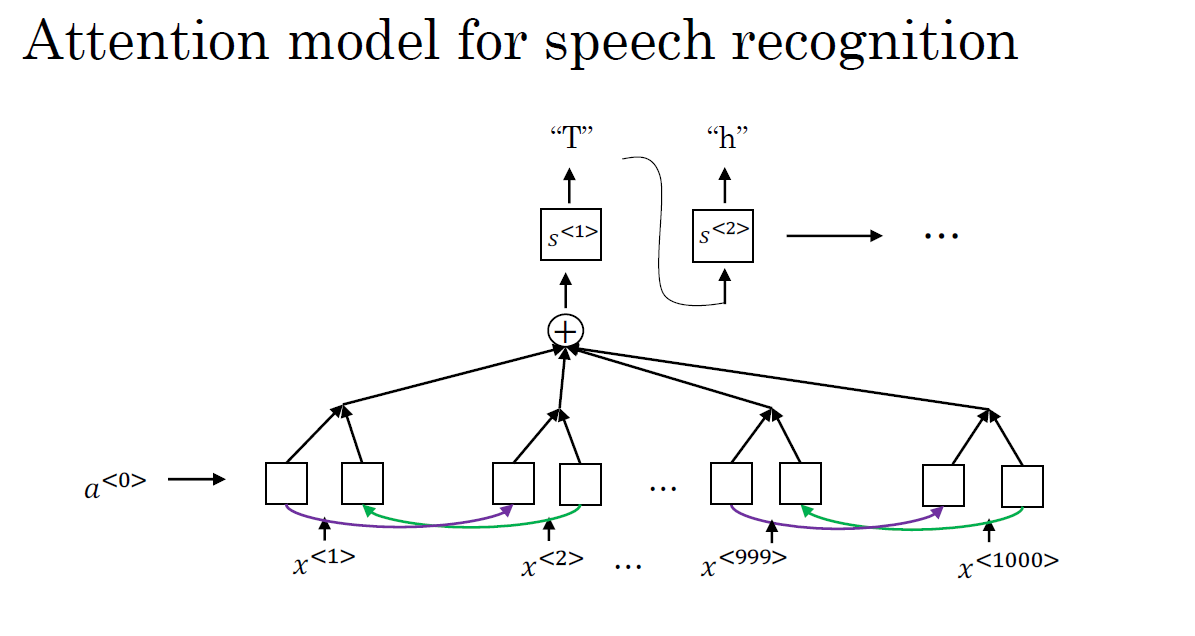 Attention model for speech recognition
“T” “h”
s<1> s<2> ...
+
a<0> ...
x<1> x<2> ... x<999> x<1000>